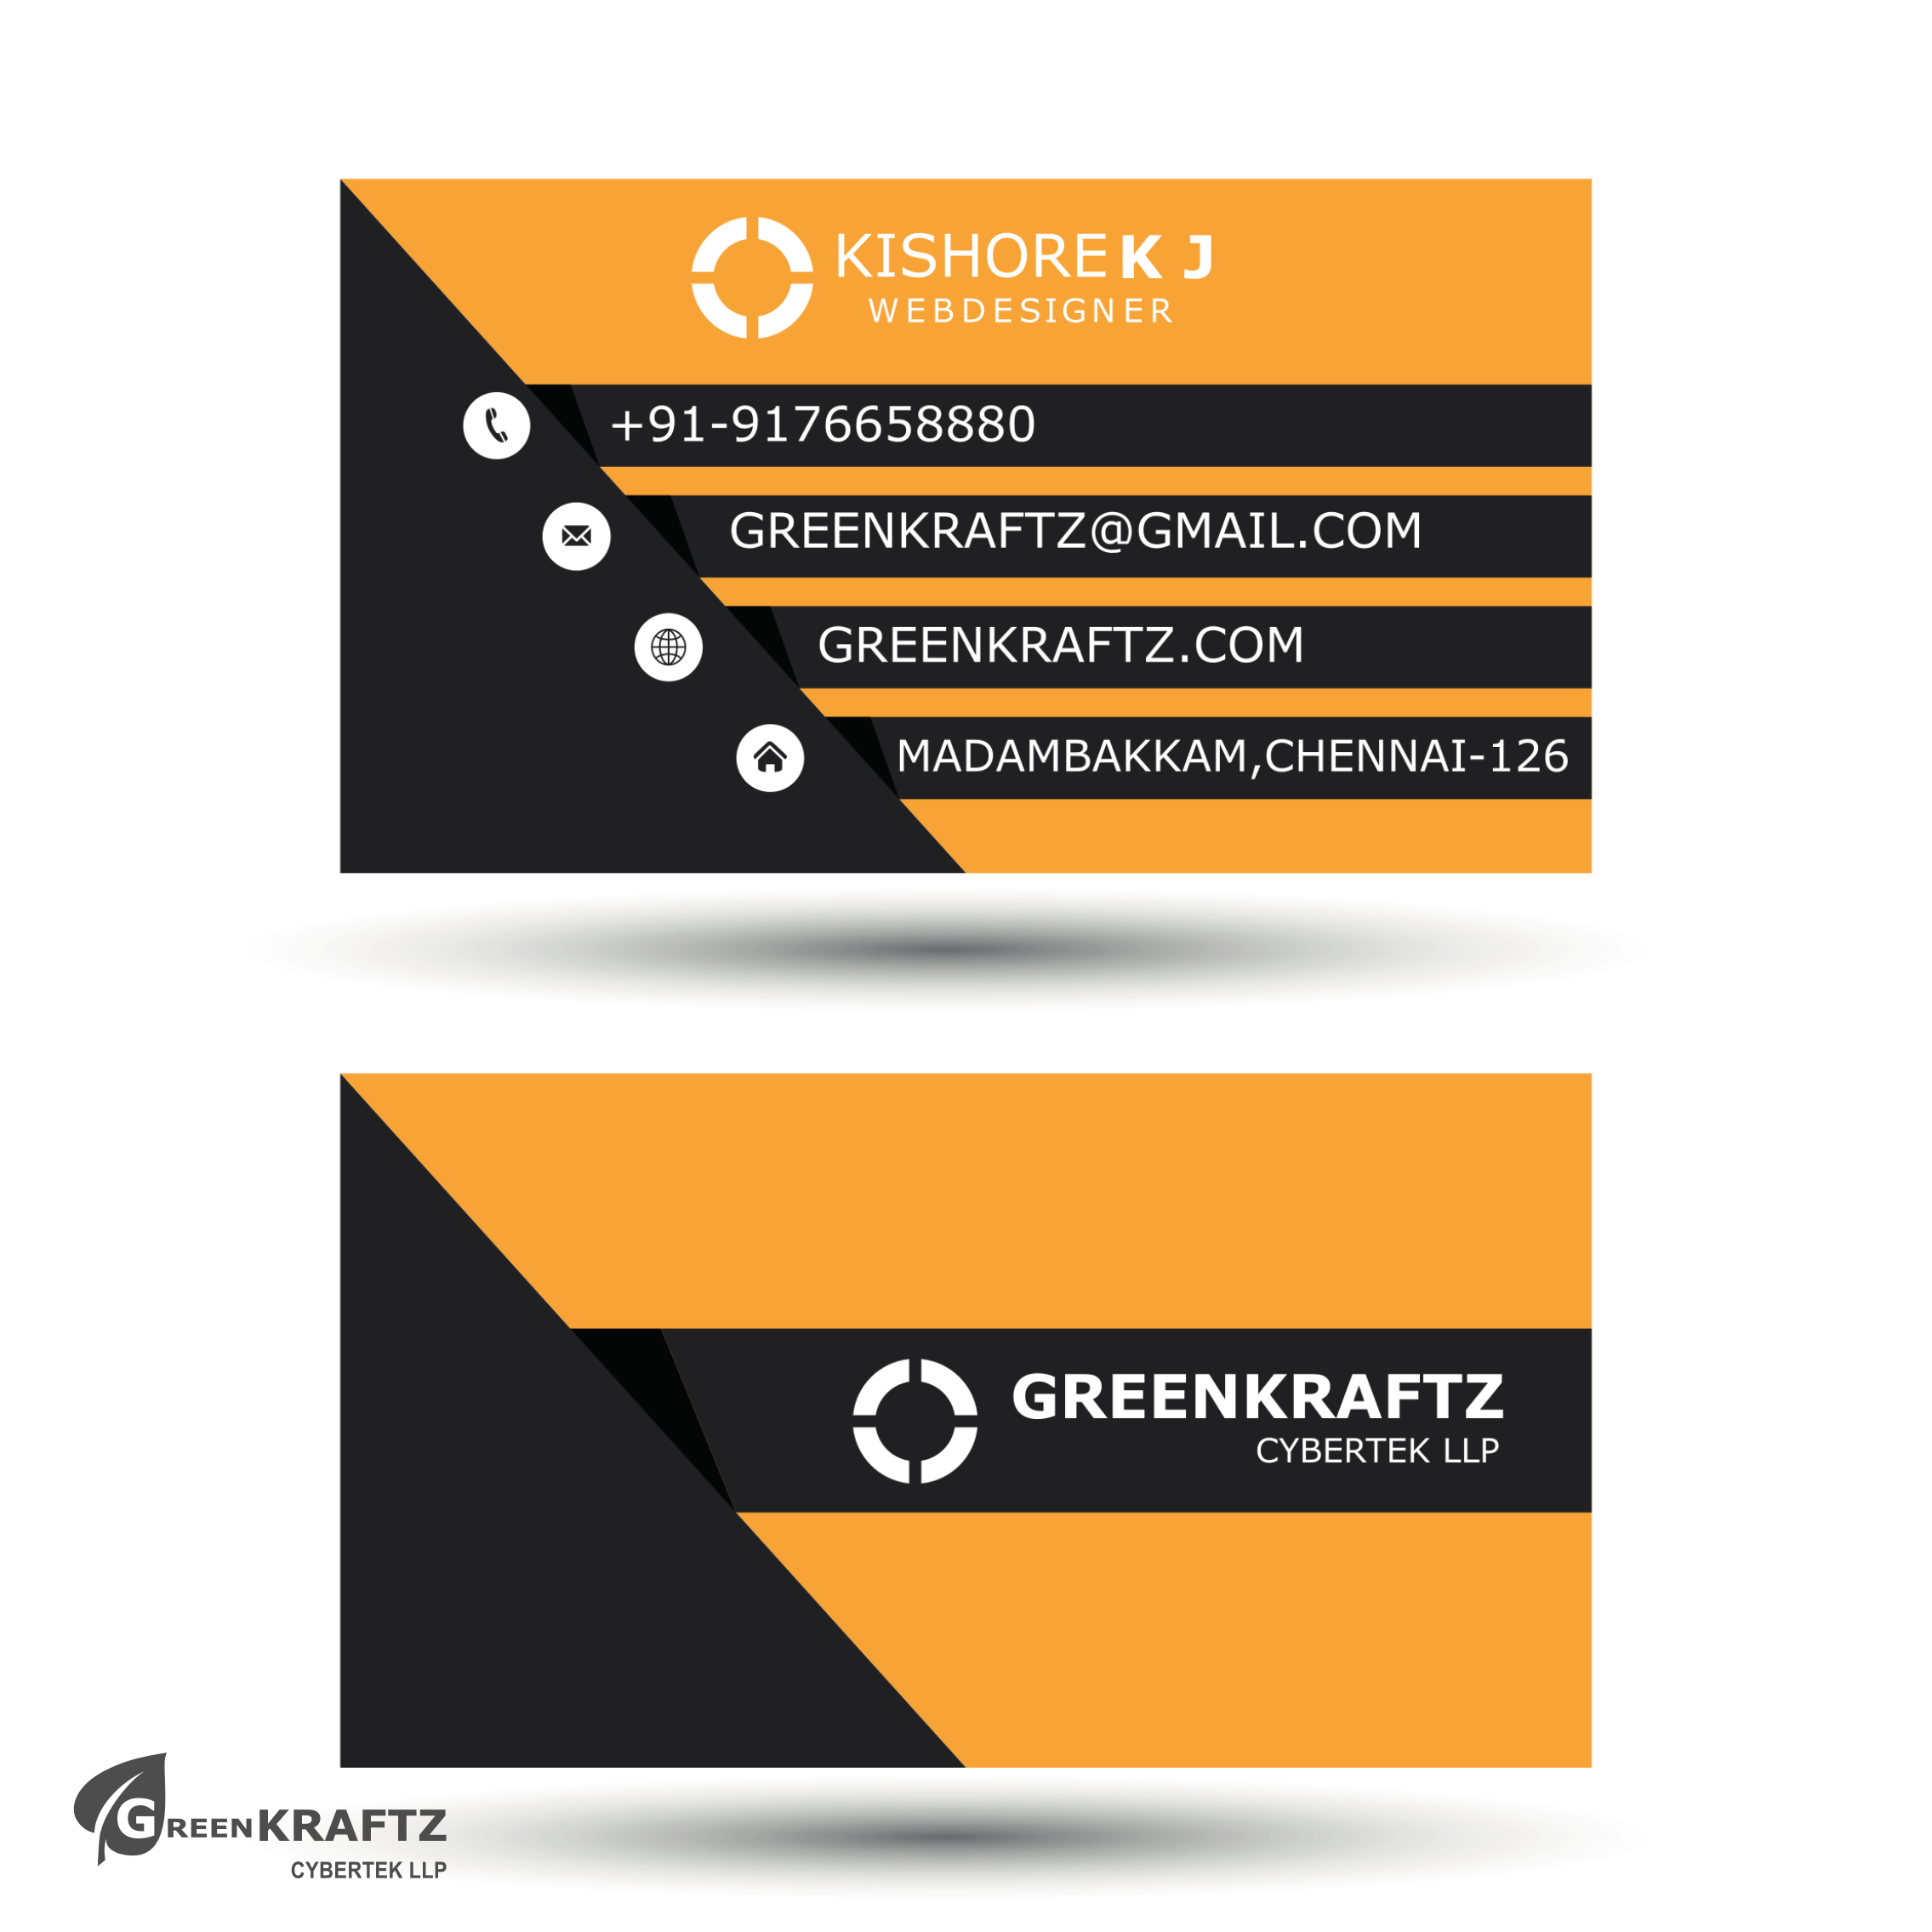 KISHORE K J
WEBDESIGNER
+91-9176658880
GREENKRAFTZ@GMAIL.COM
GREENKRAFTZ.COM
MADAMBAKKAM,CHENNAI-126
GREENKRAFTZ
CYBERTEK LLP
GREENKRAFTZ
CYBERTEK LLP